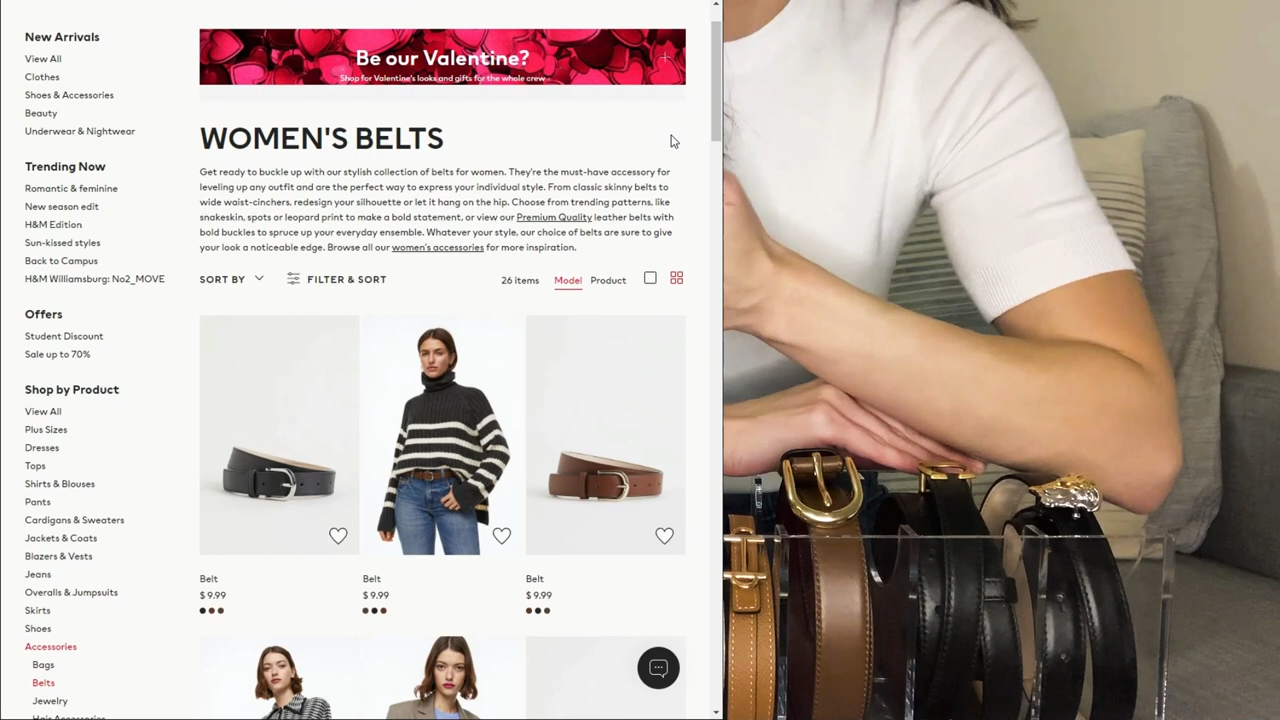 New Arrivals
View All
Clothes
Shoes & Accessories
Beauty
Underwear & Nightwear
Trending Now
Romantic & feminine
New season edit
H&M Edition
Sun-kissed styles
Back to Campus
H&M Williamsburg: No2_MOVE
Offers
Student Discount
Sale up to 70%
Shop by Product
View All
Plus Sizes
Dresses
Tops
Shirts & Blouses
Pants
Cardigans & Sweaters
Jackets & Coats
Blazers & Vests
Jeans
Overalls & Jumpsuits
Skirts
Shoes
Accessories
Bags
Belts
Jewelry
Hair Accessories
Be our Valentine?
Shop for Valentine's looks and gifts for the whole crew
WOMEN'S BELTS
Get ready to buckle up with our stylish collection of belts for women. They're the must-have accessory for
leveling up any outfit and are the perfect way to express your individual style. From classic skinny belts to
wide waist-cinchers, redesign your silhouette or let it hang on the hip. Choose from trending patterns, like
snakeskin, spots or leopard print to make a bold statement, or view our Premium Quality leather belts with
bold buckles to spruce up your everyday ensemble. Whatever your style, our choice of belts are sure to give
your look a noticeable edge. Browse all our women's accessories for more inspiration.
SORT BY FILTER & SORT 26 items Model Product
Belt
$ 9.99
Belt
$ 9.99
Belt
$ 9.99